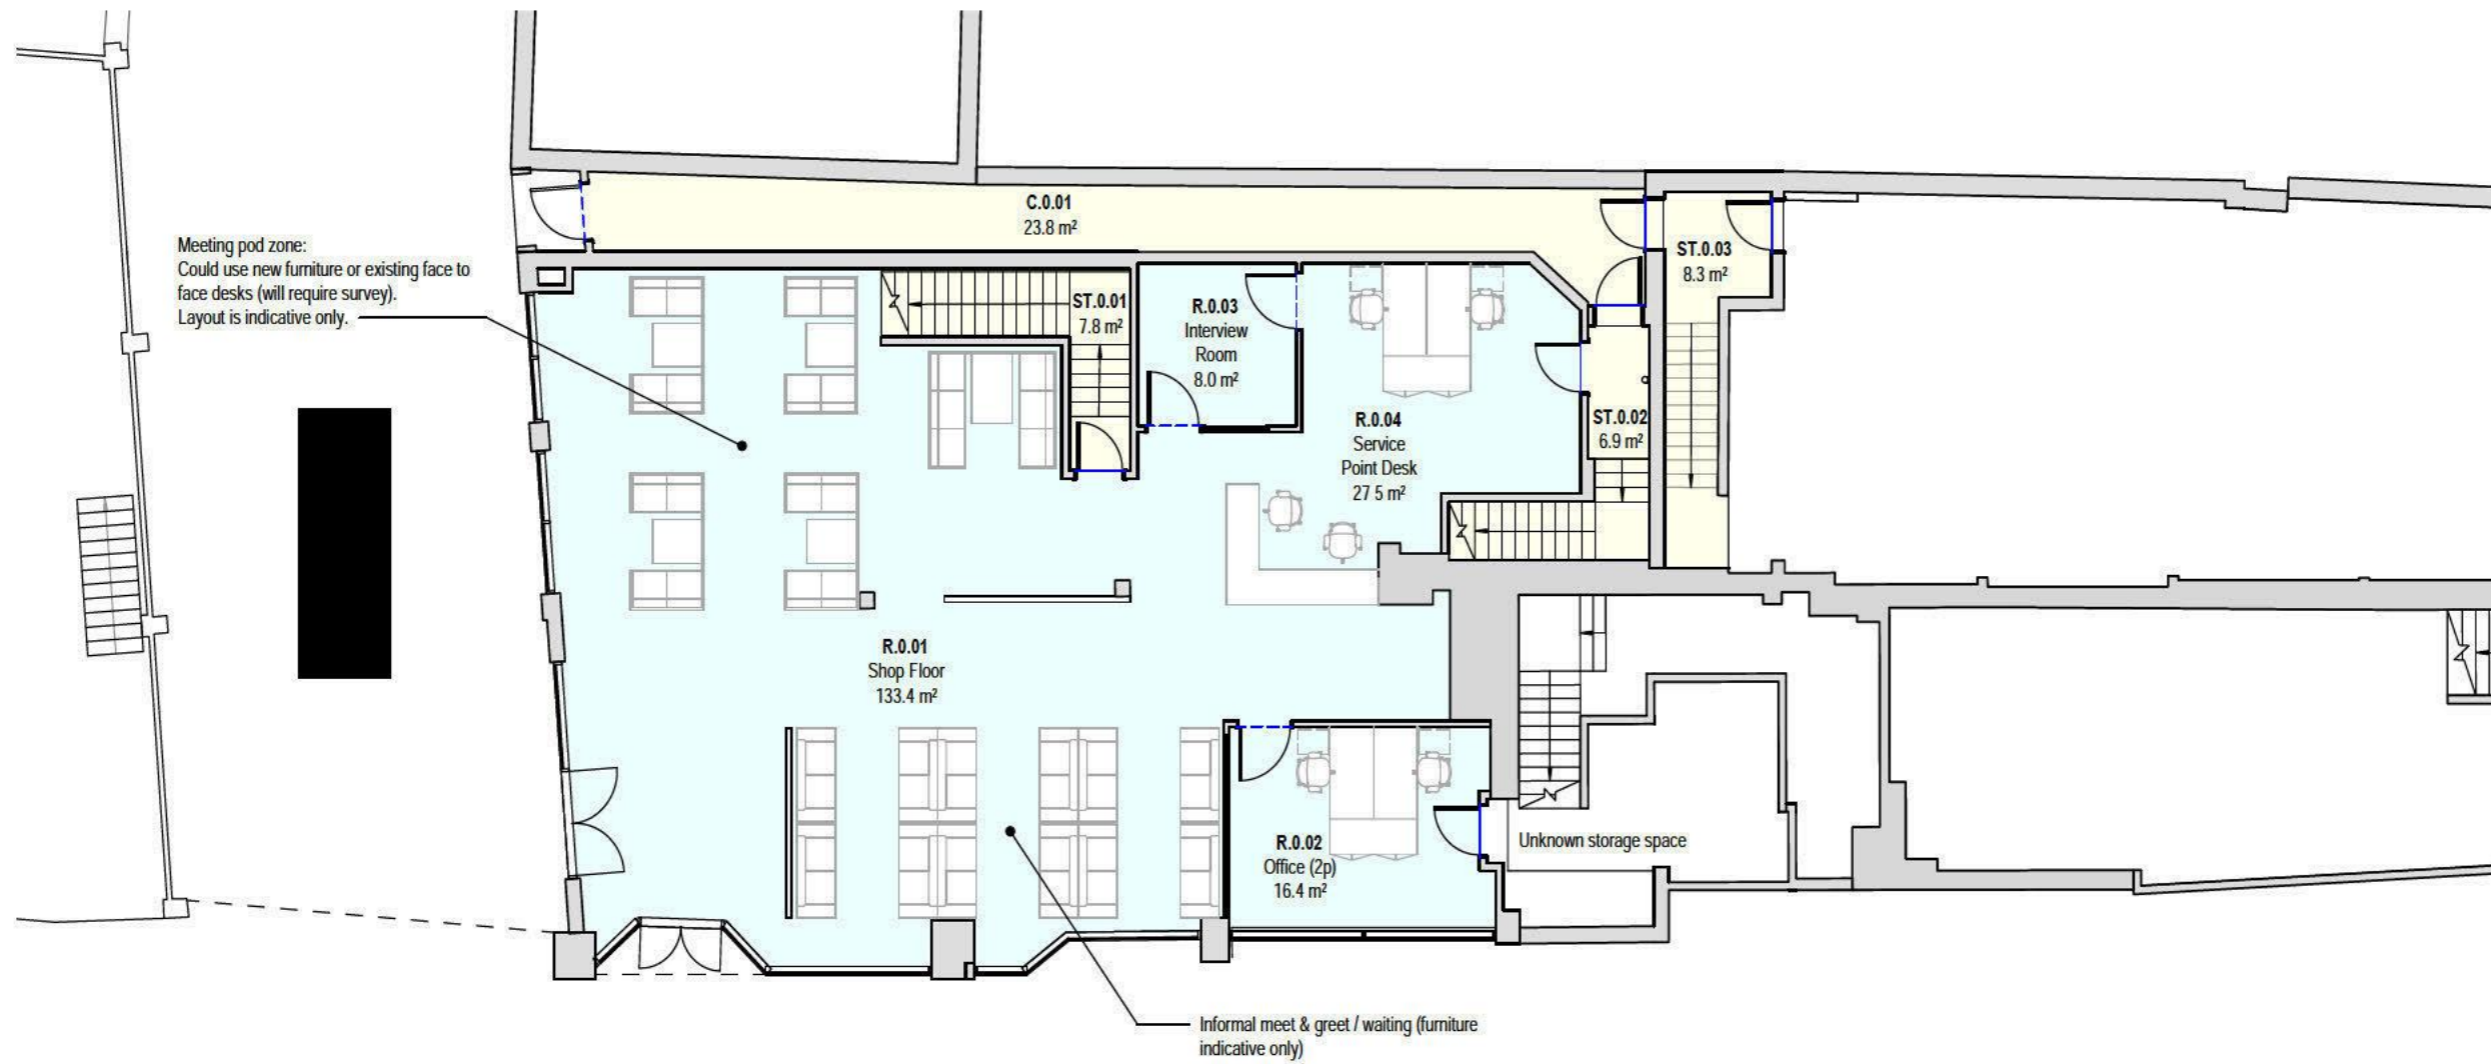 C.0.01
23.8 m²
Meeting pod zone:
Could use new furniture or existing face to
face desks (will require survey).
Layout is indicative only.
ST.0.03
8.3 m²
ST.0.01
7.8 m²
R.0.03
Interview
Room
8.0 m²
R.0.04
Service
Point Desk
27 5 m²
ST.0.02
6.9 m²
R.0.01
Shop Floor
133.4 m²
R.0.02
Office (2p)
16.4 m²
Unknown storage space
Informal meet & greet / waiting (furniture
indicative only)